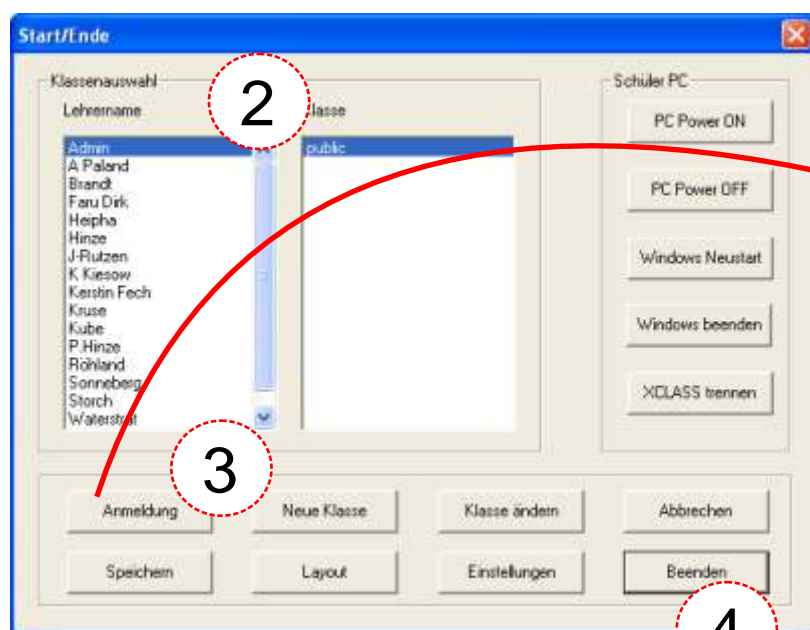 Start/Ende
Klassenauswahl
Lehrername
Klasse
Admin
A Paland
Brandt
Faru Dirk
Heipha
Hinze
J-Rutzen
K Kiesow
Kerstin Fech
Kruse
Kube
P.Hinze
Röhland
Sonneberg
Storch
Waterstrat
public
Schüler PC
PC Power ON
PC Power OFF
Windows Neustart
Windows beenden
XCLASS trennen
2
3
Anmeldung
Neue Klasse
Klasse ändern
Abbrechen
Speichern
Layout
Einstellungen
Beenden
4